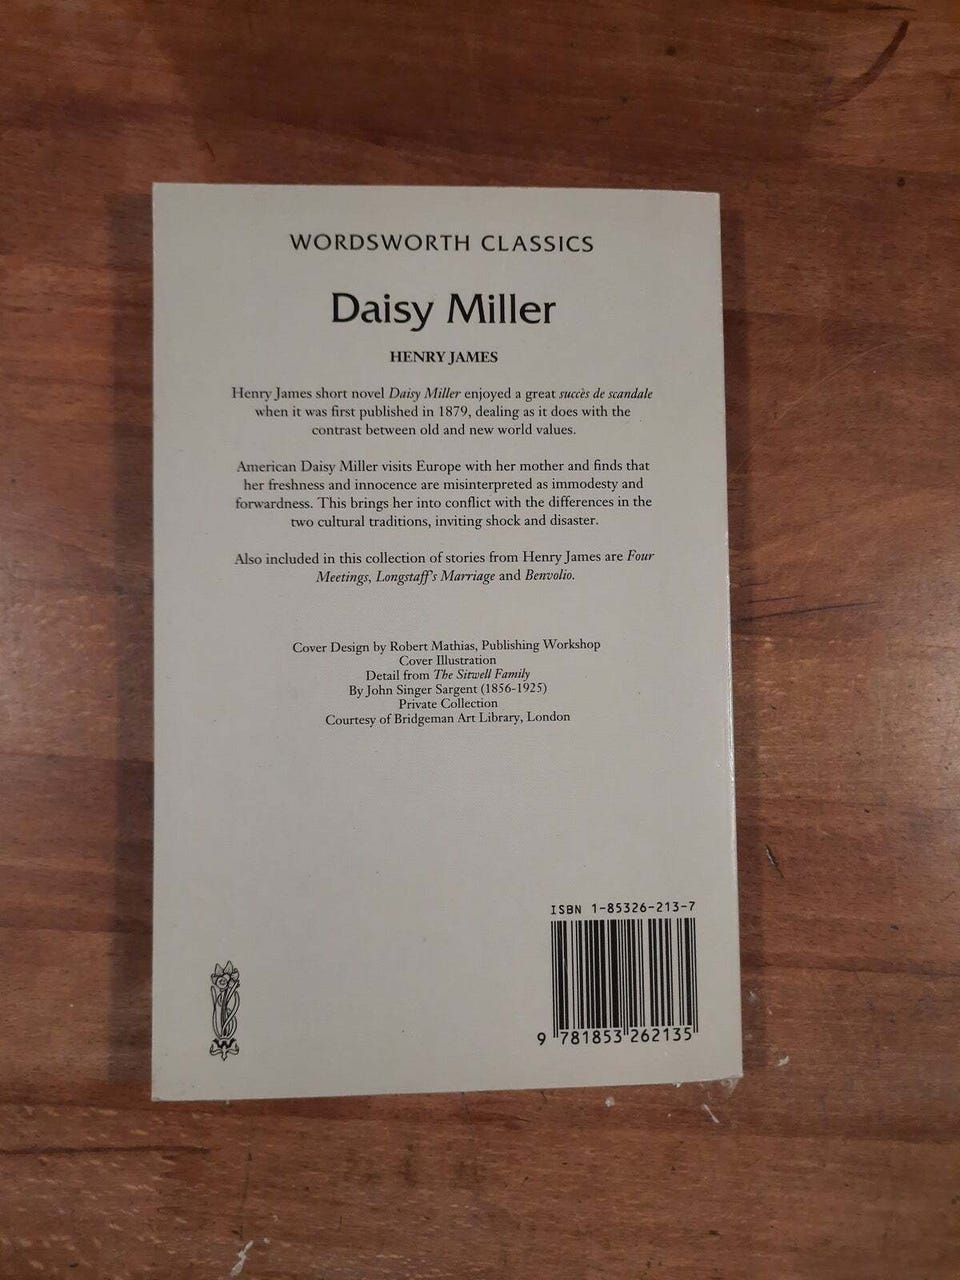 WORDSWORTH CLASSICS
Daisy Miller
HENRY JAMES
Henry James short novel Daisy Miller enjoyed a great succès de scandale
when it was first published in 1879, dealing as it does with the
contrast between old and new world values.
American Daisy Miller visits Europe with her mother and finds that
her freshness and innocence are misinterpreted as immodesty and
forwardness. This brings her into conflict with the differences in the
two cultural traditions, inviting shock and disaster.
Also included in this collection of stories from Henry James are Four
Meetings, Longstaff's Marriage and Benvolio.
Cover Design by Robert Mathias, Publishing Workshop
Cover Illustration
Detail from The Sitwell Family
By John Singer Sargent (1856-1925)
Private Collection
Courtesy of Bridgeman Art Library, London
ISBN 1-85326-213-7
9 781853 262135
W